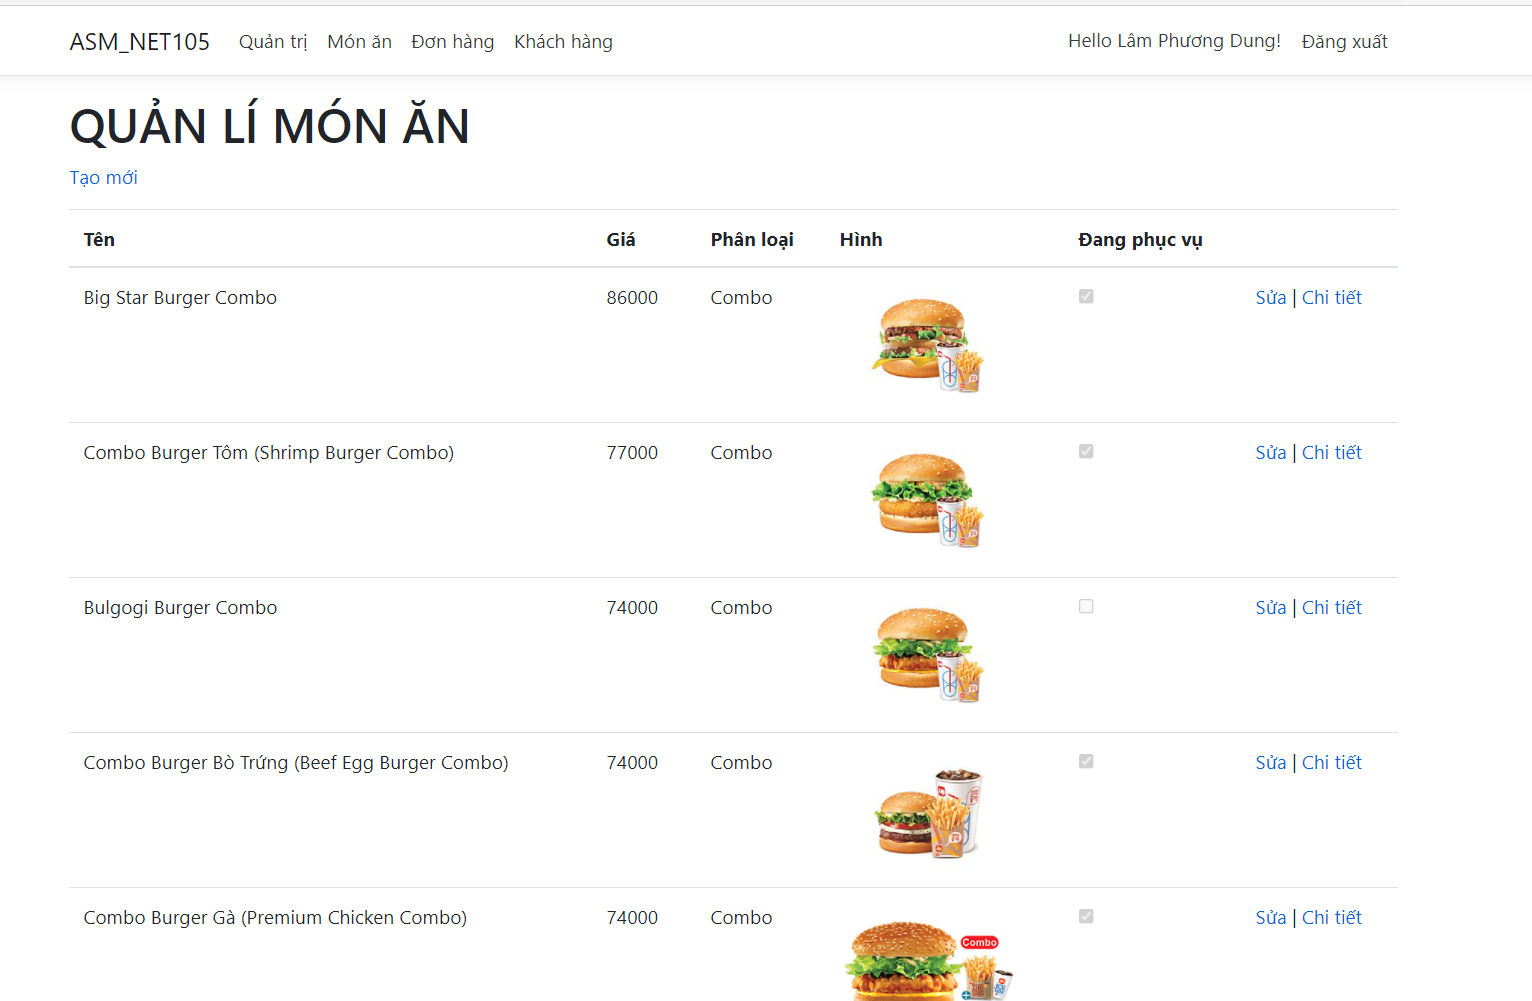 ASM_NET105 Quản trị Món ăn Đơn hàng Khách hàng Hello Lâm Phương Dung! Đăng xuất
QUẢN LÍ MÓN ĂN
Tạo mới
Tên Giá Phân loại Hình Đang phục vụ
Big Star Burger Combo 86000 Combo Sửa | Chi tiết
Combo Burger Tôm (Shrimp Burger Combo) 77000 Combo Sửa | Chi tiết
Bulgogi Burger Combo 74000 Combo Sửa | Chi tiết
Combo Burger Bò Trứng (Beef Egg Burger Combo) 74000 Combo Sửa | Chi tiết
Combo Burger Gà (Premium Chicken Combo) 74000 Combo Sửa | Chi tiết
Combo